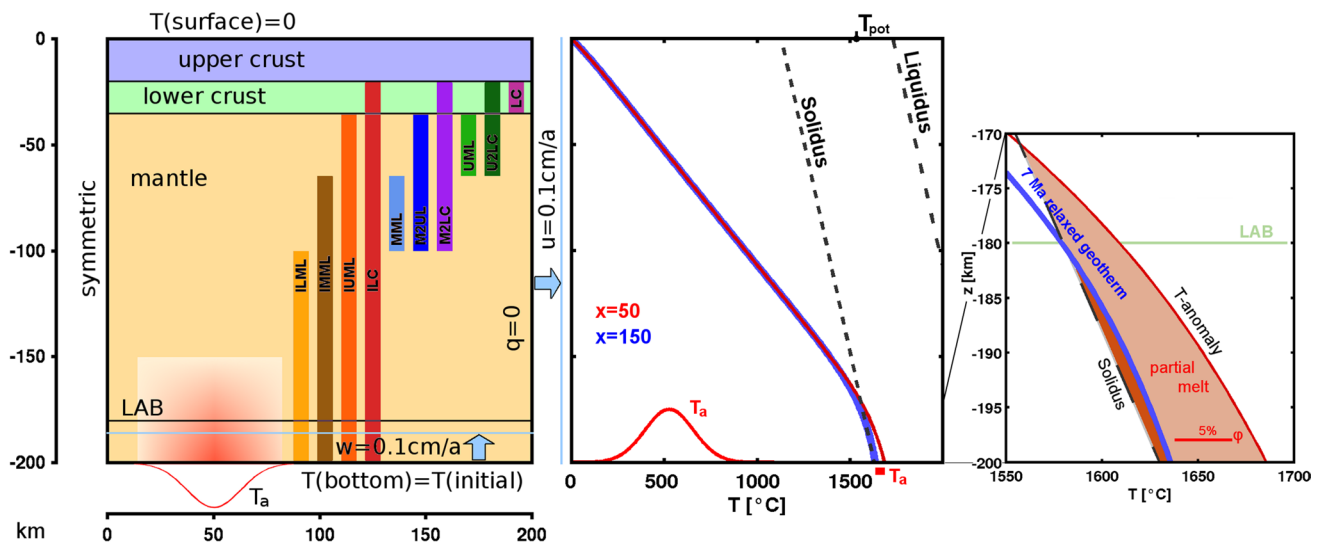 T(surface)=0
0
-50
-100
-150
-200
km
upper crust
lower crust
mantle
symmetric
ILML
IMML
IUML
ILC
MML
M2UL
M2LC
UML
U2LC
LC
q=0
u=0.1cm/a
LAB
w=0.1cm/a
T(bottom)=T(initial)
Ta
0
50
100
150
200
Tpot
Solidus
Liquidus
x=50
x=150
Ta
Ta
0
500
1000
1500
T [°C]
-170
-175
-180
-185
-190
-195
-200
z [km]
7 Ma relaxed geotherm
LAB
T-anomaly
Solidus
partial
melt
5%
φ
1550
1600
1650
1700
T [°C]